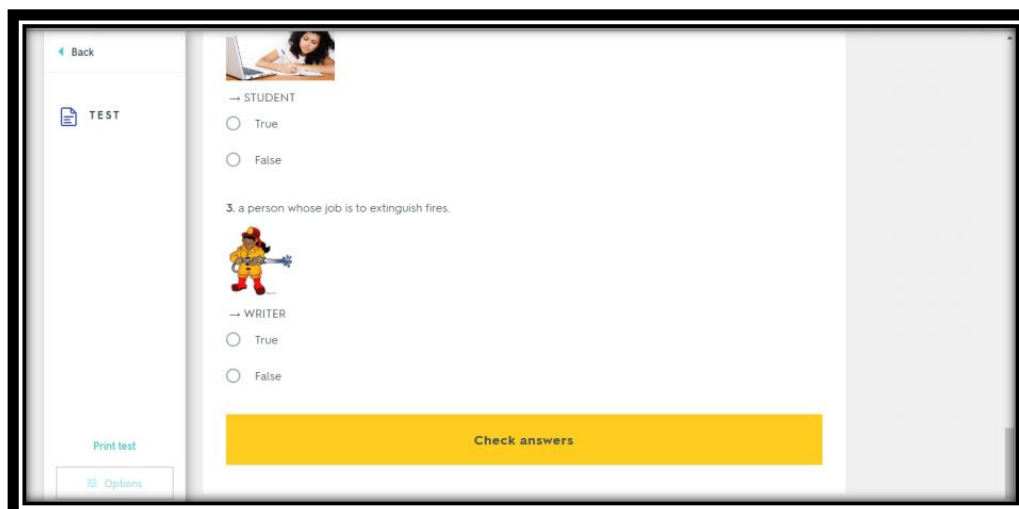 Back
TEST
→ STUDENT
True
False
3. a person whose job is to extinguish fires.
→ WRITER
True
False
Check answers
Print test
Options